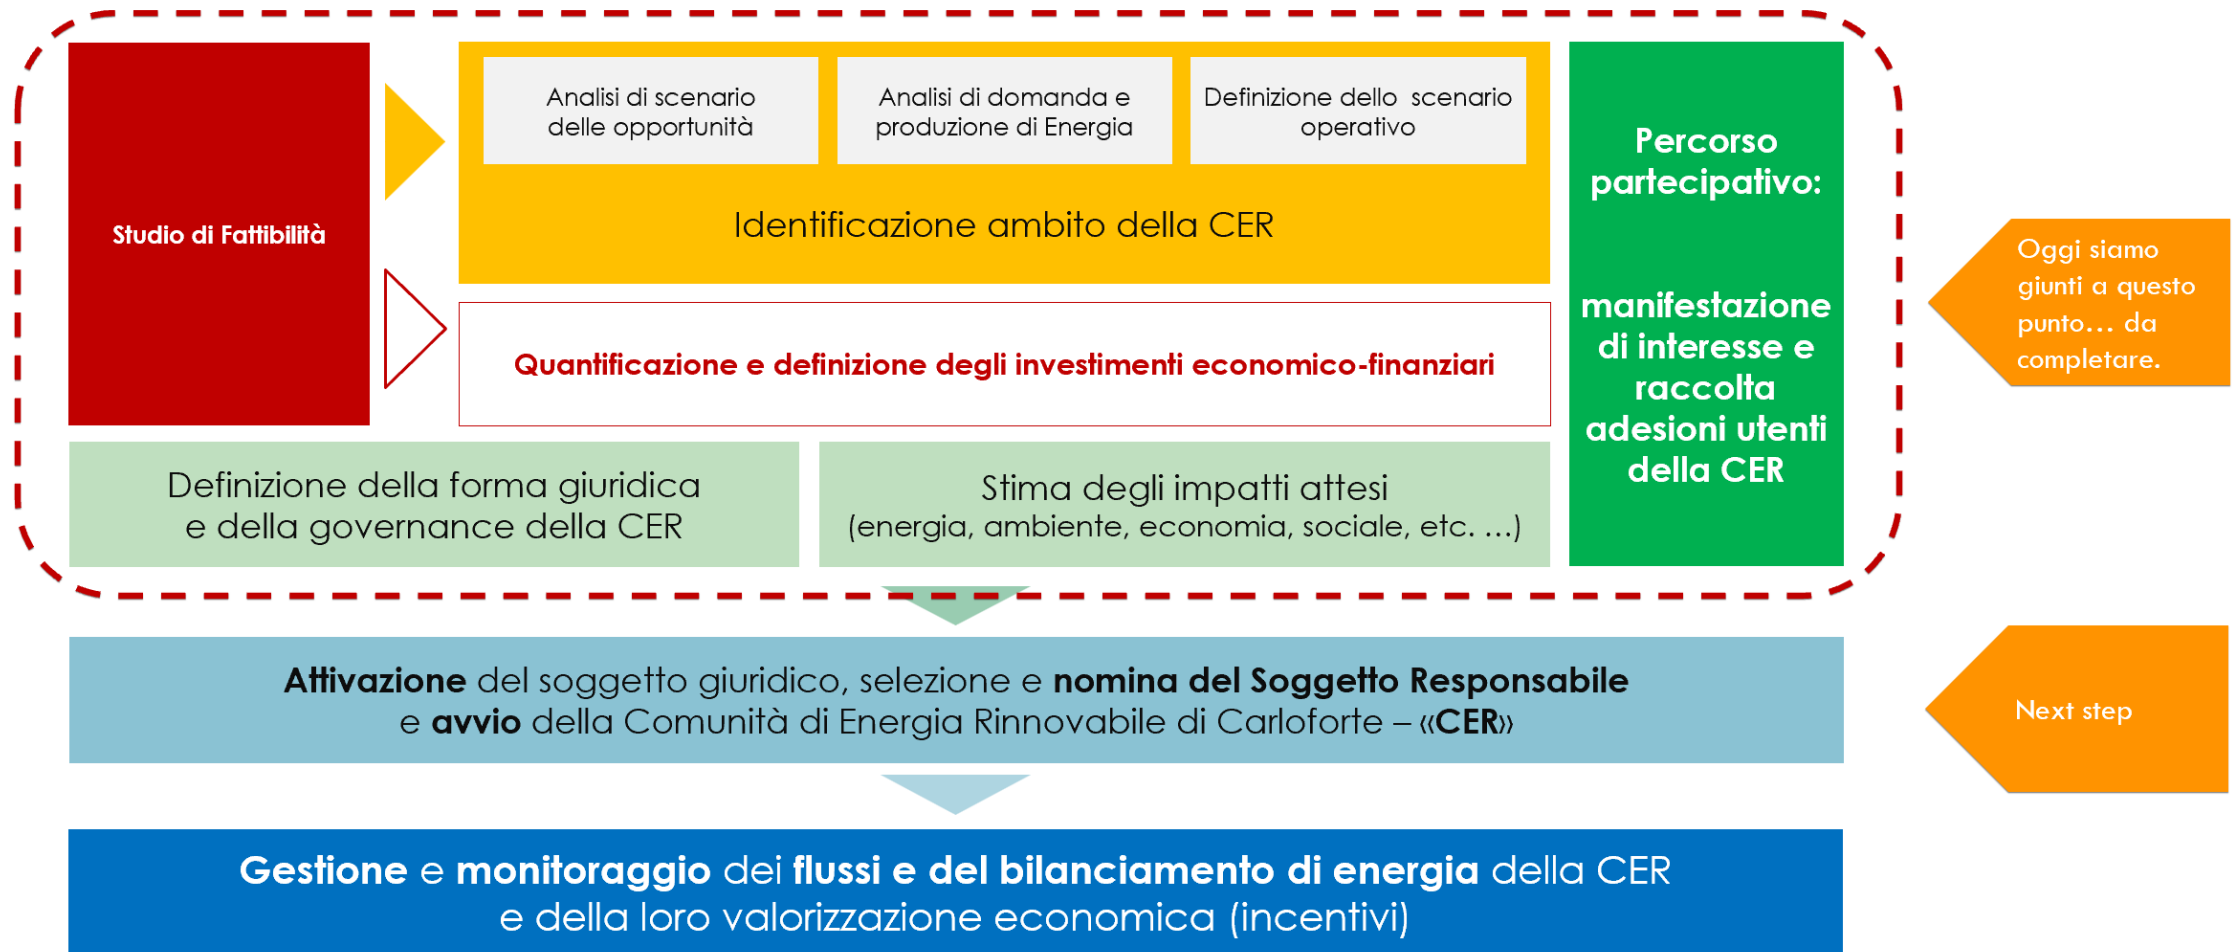 Studio di Fattibilità
Analisi di scenario
delle opportunità
Analisi di domanda e
produzione di Energia
Definizione dello  scenario
operativo
Identificazione ambito della CER
Quantificazione e definizione degli investimenti economico-finanziari
Definizione della forma giuridica
e della governance della CER
Stima degli impatti attesi
(energia, ambiente, economia, sociale, etc. …)
Percorso
partecipativo:
manifestazione
di interesse e
raccolta
adesioni utenti
della CER
Oggi siamo
giunti a questo
punto… da
completare.
Attivazione del soggetto giuridico, selezione e nomina del Soggetto Responsabile
e avvio della Comunità di Energia Rinnovabile di Carloforte – «CER»
Next step
Gestione e monitoraggio dei flussi e del bilanciamento di energia della CER
e della loro valorizzazione economica (incentivi)